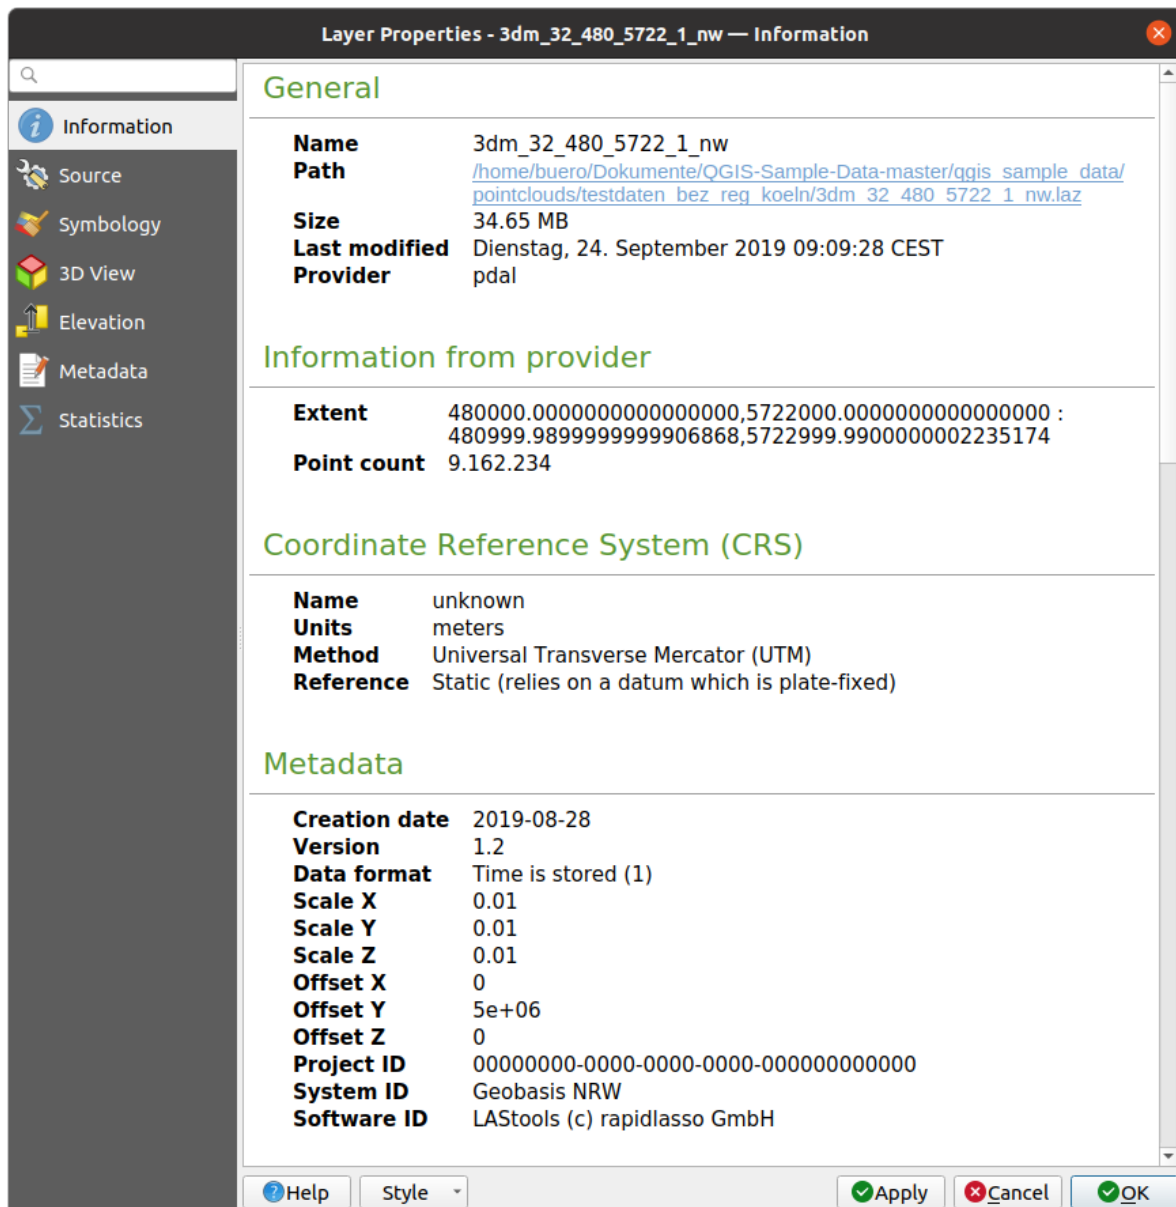 Layer Properties - 3dm_32_480_5722_1_nw — Information
Information
Source
Symbology
3D View
Elevation
Metadata
Statistics
General
Name 3dm_32_480_5722_1_nw
Path /home/buero/Dokumente/QGIS-Sample-Data-master/qgis_sample_data/
pointclouds/testdaten_bez_reg_koeln/3dm_32_480_5722_1_nw.laz
Size 34.65 MB
Last modified Dienstag, 24. September 2019 09:09:28 CEST
Provider pdal
Information from provider
Extent 480000.0000000000000000,5722000.0000000000000000 :
480999.9899999999906868,5722999.9900000002235174
Point count 9.162.234
Coordinate Reference System (CRS)
Name unknown
Units meters
Method Universal Transverse Mercator (UTM)
Reference Static (relies on a datum which is plate-fixed)
Metadata
Creation date 2019-08-28
Version 1.2
Data format Time is stored (1)
Scale X 0.01
Scale Y 0.01
Scale Z 0.01
Offset X 0
Offset Y 5e+06
Offset Z 0
Project ID 00000000-0000-0000-0000-000000000000
System ID Geobasis NRW
Software ID LAStools (c) rapidlasso GmbH
Help Style Apply Cancel OK